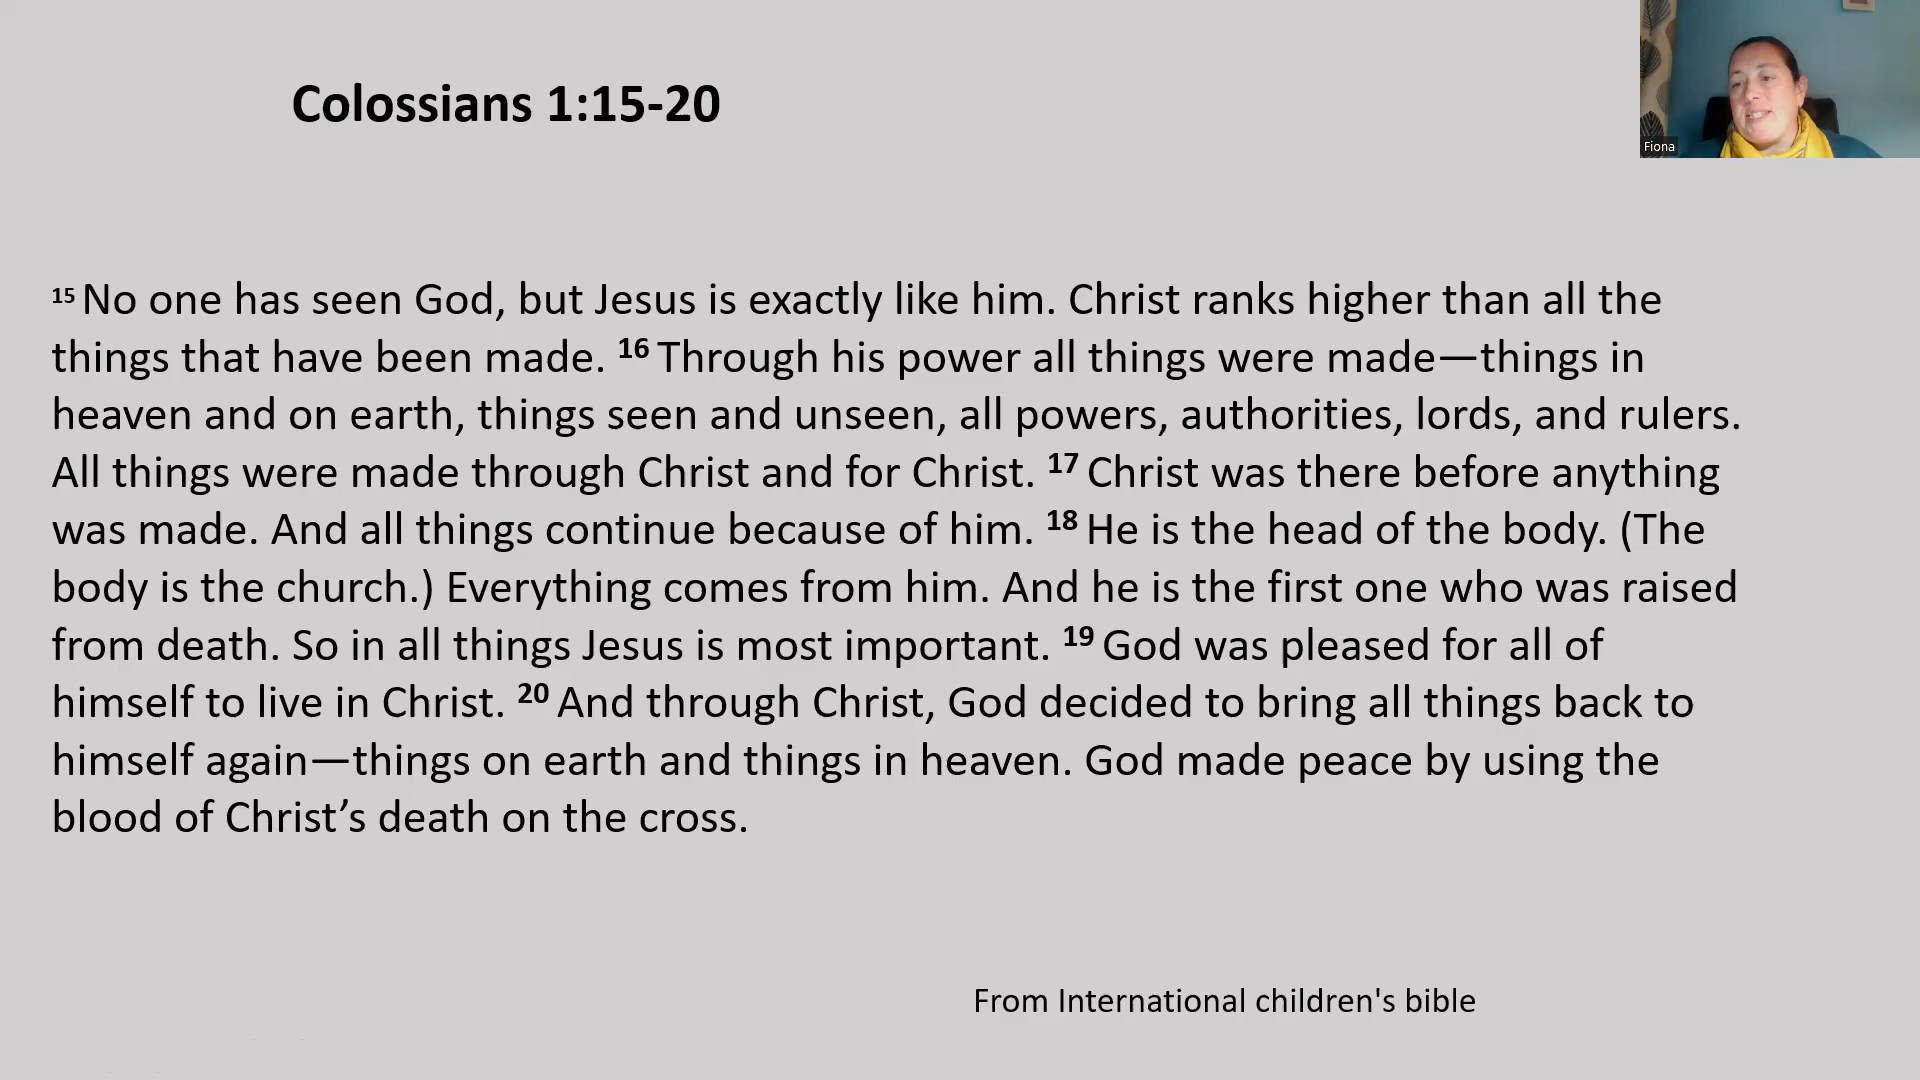 Colossians 1:15-20
Fiona
15 No one has seen God, but Jesus is exactly like him. Christ ranks higher than all the
things that have been made. 16 Through his power all things were made—things in
heaven and on earth, things seen and unseen, all powers, authorities, lords, and rulers.
All things were made through Christ and for Christ. 17 Christ was there before anything
was made. And all things continue because of him. 18 He is the head of the body. (The
body is the church.) Everything comes from him. And he is the first one who was raised
from death. So in all things Jesus is most important. 19 God was pleased for all of
himself to live in Christ. 20 And through Christ, God decided to bring all things back to
himself again—things on earth and things in heaven. God made peace by using the
blood of Christ’s death on the cross.
From International children's bible